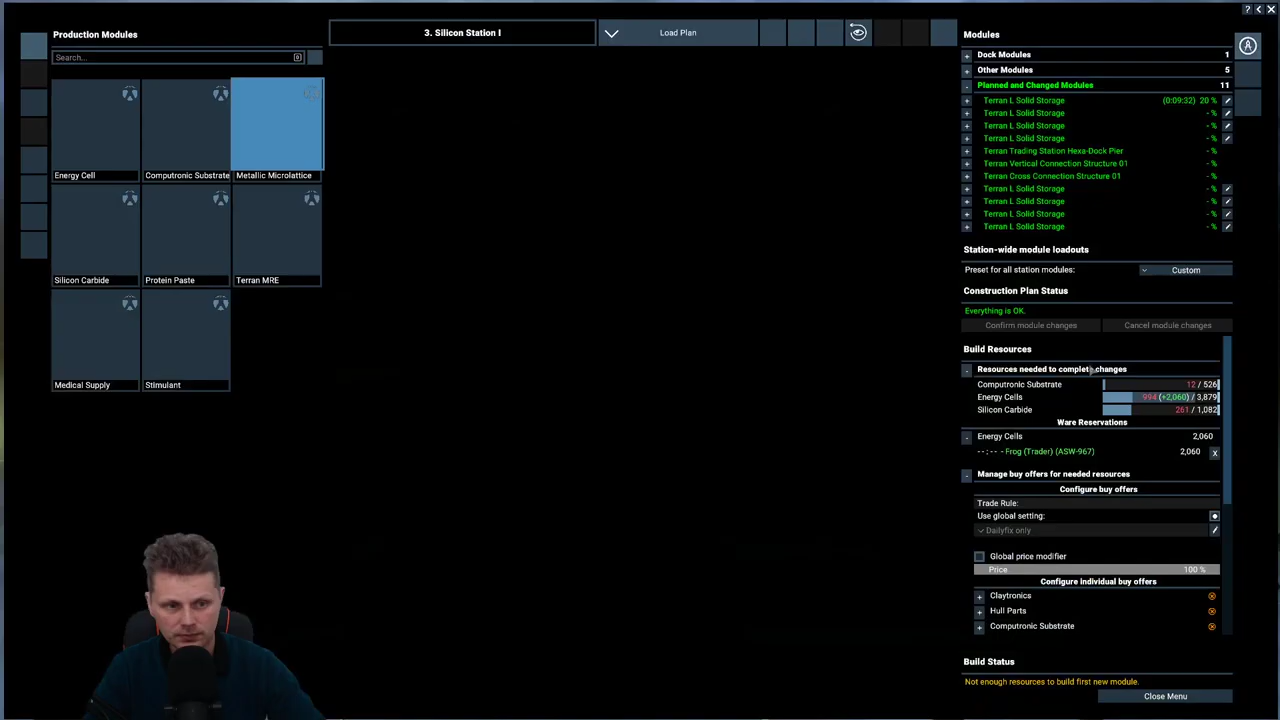 Production Modules
Search...
Energy Cell
Computronic Substrate
Metallic Microlattice
Silicon Carbide
Protein Paste
Terran MRE
Medical Supply
Stimulant
3. Silicon Station I
Load Plan
Modules
+ Dock Modules 1
+ Other Modules 5
- Planned and Changed Modules 11
+ Terran L Solid Storage (0:09:32) 20 %
+ Terran L Solid Storage - %
+ Terran L Solid Storage - %
+ Terran L Solid Storage - %
+ Terran Trading Station Hexa-Dock Pier - %
+ Terran Vertical Connection Structure 01 - %
+ Terran Cross Connection Structure 01 - %
+ Terran L Solid Storage - %
+ Terran L Solid Storage - %
+ Terran L Solid Storage - %
+ Terran L Solid Storage - %
Station-wide module loadouts
Preset for all station modules: Custom
Construction Plan Status
Everything is OK.
Confirm module changes Cancel module changes
Build Resources
- Resources needed to complete changes
Computronic Substrate 12 / 526
Energy Cells 994 (+2,060) / 3,879
Silicon Carbide 261 / 1,082
Ware Reservations
- Energy Cells 2,060
--:-- - Frog (Trader) (ASW-967) 2,060 X
- Manage buy offers for needed resources
Configure buy offers
Trade Rule:
Use global setting:
Dailyfix only
Global price modifier
Price 100 %
Configure individual buy offers
+ Claytronics
+ Hull Parts
+ Computronic Substrate
Build Status
Not enough resources to build first new module.
Close Menu